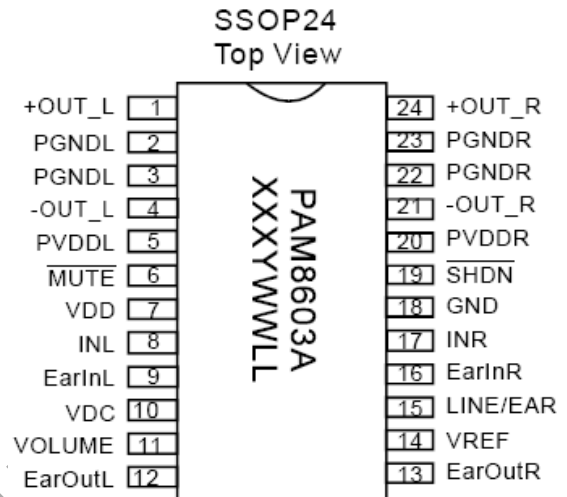 SSOP24
Top View
+OUT_L 1 24 +OUT_R
PGNDL 2 23 PGNDR
PGNDL 3 22 PGNDR
-OUT_L 4 21 -OUT_R
PVDDL 5 20 PVDDR
MUTE 6 19 SHDN
VDD 7 18 GND
INL 8 17 INR
EarInL 9 16 EarInR
VDC 10 15 LINE/EAR
VOLUME 11 14 VREF
EarOutL 12 13 EarOutR
PAM8603A
XXXYWWLL